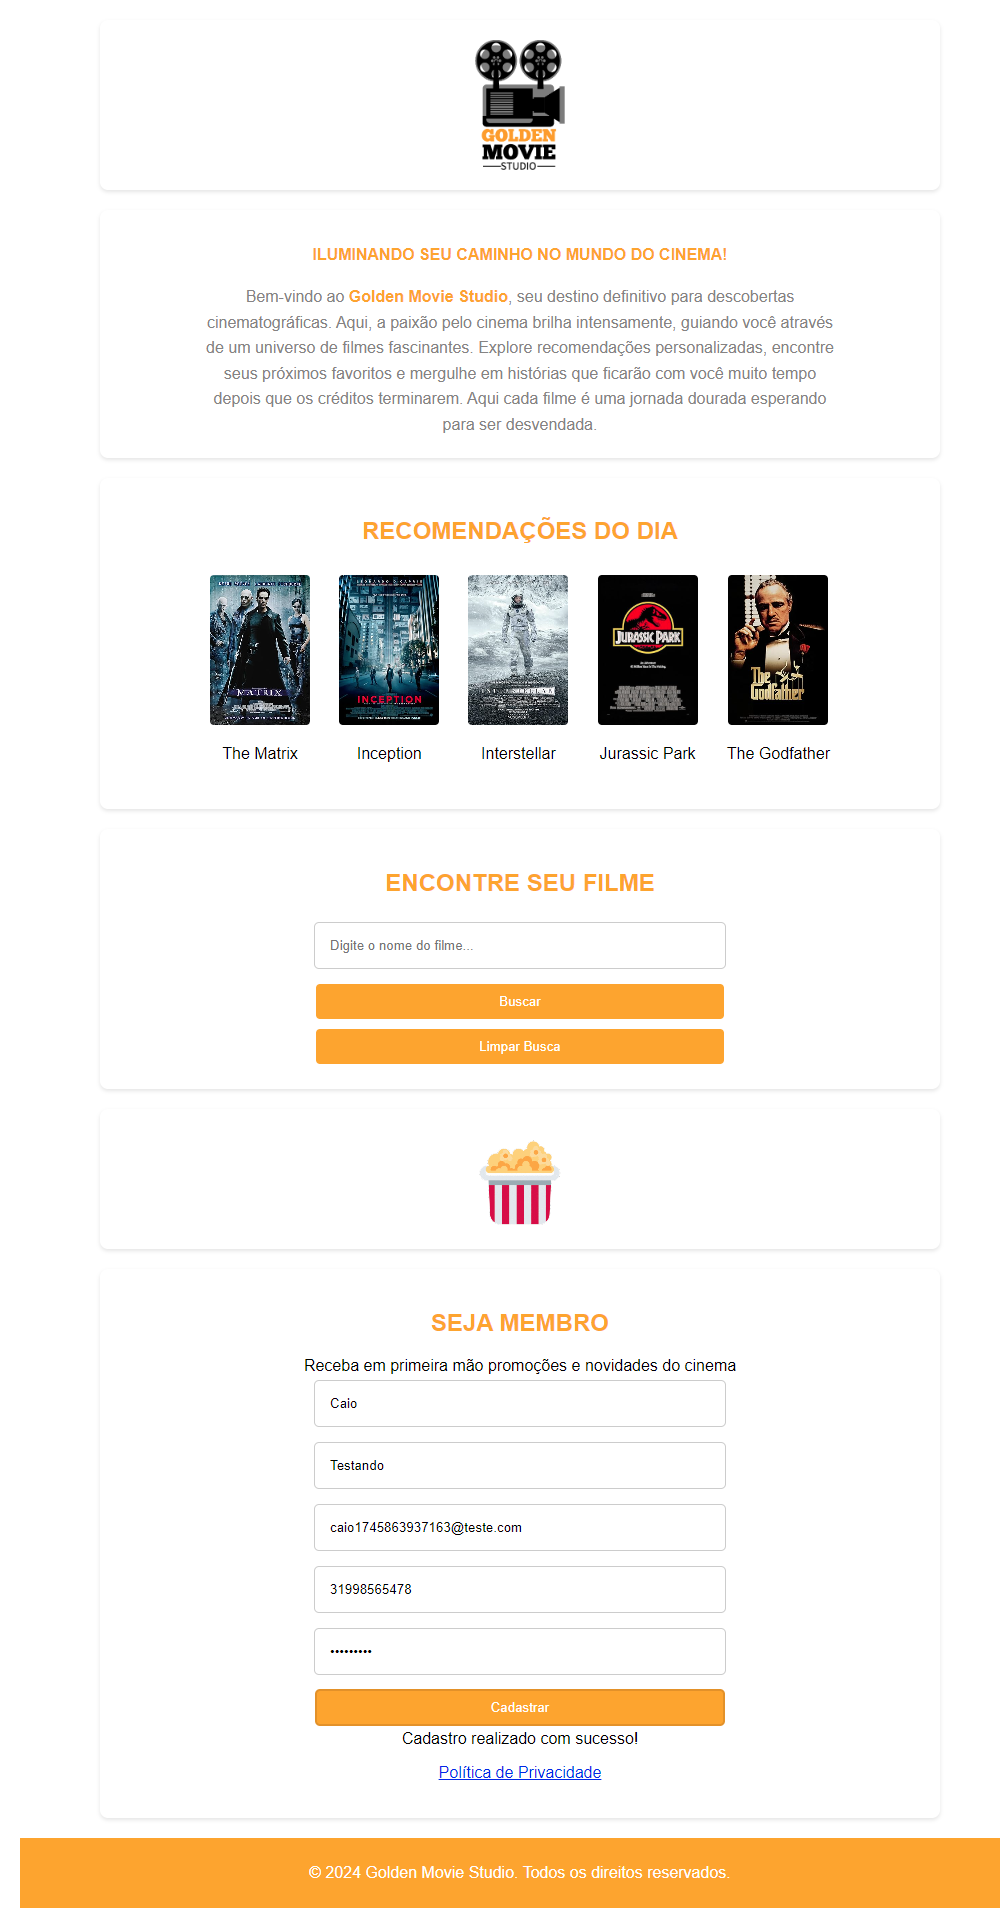 GOLDEN
MOVIE
STUDIO
ILUMINANDO SEU CAMINHO NO MUNDO DO CINEMA!
Bem-vindo ao Golden Movie Studio, seu destino definitivo para descobertas
cinematográficas. Aqui, a paixão pelo cinema brilha intensamente, guiando você através
de um universo de filmes fascinantes. Explore recomendações personalizadas, encontre
seus próximos favoritos e mergulhe em histórias que ficarão com você muito tempo
depois que os créditos terminarem. Aqui cada filme é uma jornada dourada esperando
para ser desvendada.
RECOMENDAÇÕES DO DIA
MATRIX
INCEPTION
INTERSTELLAR
JURASSIC PARK
The
Godfather
The Matrix
Inception
Interstellar
Jurassic Park
The Godfather
ENCONTRE SEU FILME
Digite o nome do filme...
Buscar
Limpar Busca
SEJA MEMBRO
Receba em primeira mão promoções e novidades do cinema
Caio
Testando
caio1745863937163@teste.com
31998565478
•••••••••
Cadastrar
Cadastro realizado com sucesso!
Política de Privacidade
© 2024 Golden Movie Studio. Todos os direitos reservados.